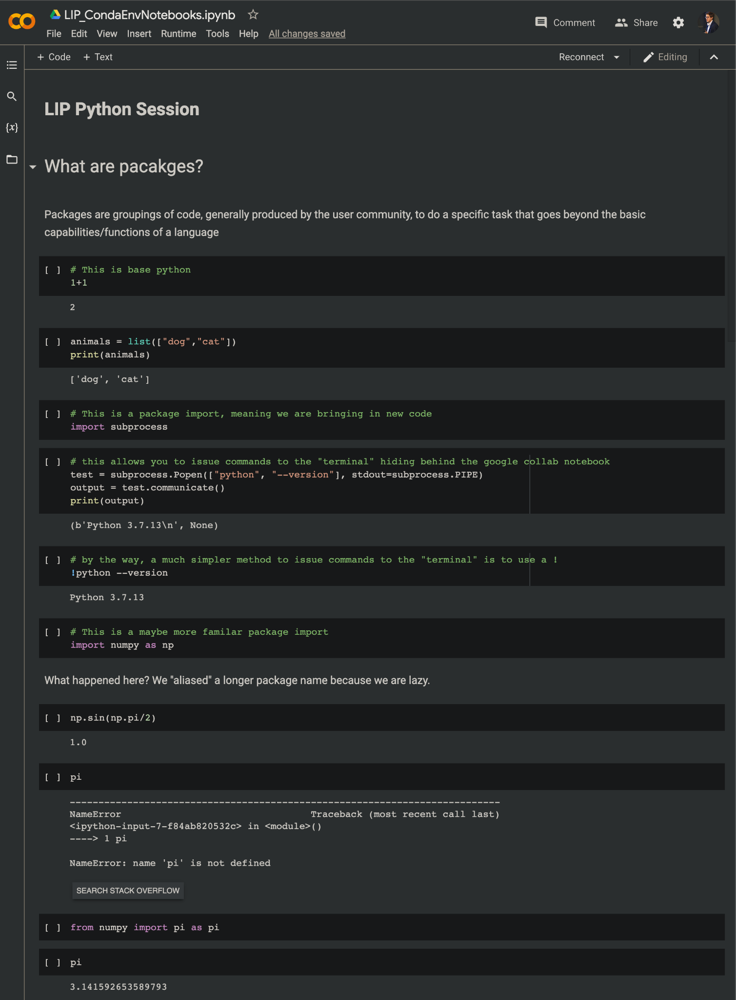 LIP_CondaEnvNotebooks.ipynb
File Edit View Insert Runtime Tools Help All changes saved
Comment Share
+ Code + Text
Reconnect Editing
{x}
LIP Python Session
What are pacakges?
Packages are groupings of code, generally produced by the user community, to do a specific task that goes beyond the basic
capabilities/functions of a language
[ ] # This is base python
1+1
2
[ ] animals = list(["dog","cat"])
print(animals)
['dog', 'cat']
[ ] # This is a package import, meaning we are bringing in new code
import subprocess
[ ] # this allows you to issue commands to the "terminal" hiding behind the google collab notebook
test = subprocess.Popen(["python", "--version"], stdout=subprocess.PIPE)
output = test.communicate()
print(output)
(b'Python 3.7.13\n', None)
[ ] # by the way, a much simpler method to issue commands to the "terminal" is to use a !
!python --version
Python 3.7.13
[ ] # This is a maybe more familar package import
import numpy as np
What happened here? We "aliased" a longer package name because we are lazy.
[ ] np.sin(np.pi/2)
1.0
[ ] pi
---------------------------------------------------------------------------
NameError Traceback (most recent call last)
<ipython-input-7-f84ab820532c> in <module>()
----> 1 pi
NameError: name 'pi' is not defined
SEARCH STACK OVERFLOW
[ ] from numpy import pi as pi
[ ] pi
3.141592653589793